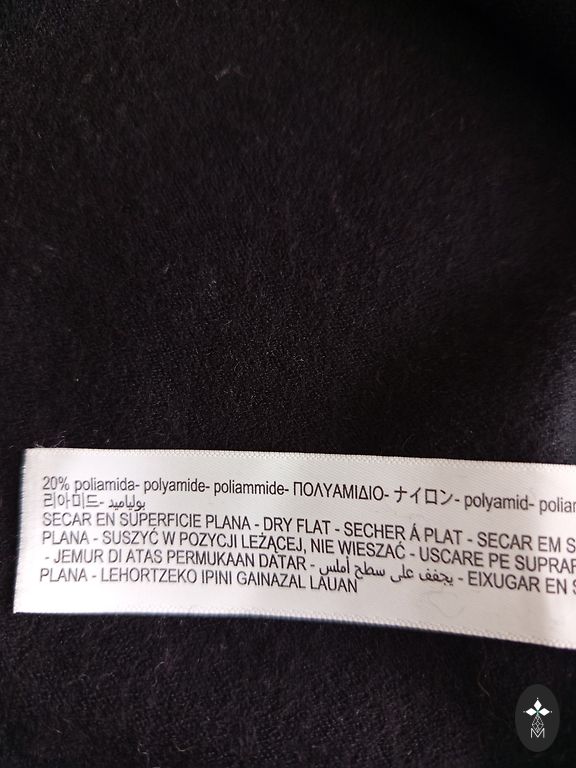 20% poliamida- polyamide- poliammide- ΠΟΛΥΑΜΙΔΙΟ- ナイロン- polyamid- poliam
리아미드- بولياميد
SECAR EN SUPERFICIE PLANA - DRY FLAT - SECHER Á PLAT - SECAR EM S
PLANA - SUSZYĆ W POZYCJI LEŻĄCEJ, NIE WIESZAĆ - USCARE PE SUPRAF
- JEMUR DI ATAS PERMUKAAN DATAR - يجفف على سطح أملس - EIXUGAR EN S
PLANA - LEHORTZEKO IPINI GAINAZAL LAUAN
M